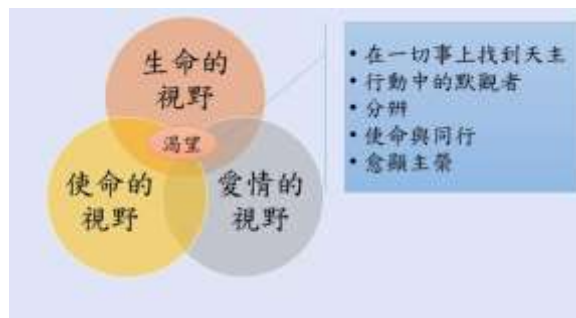 生命的
視野
渴望
使命的
視野
愛情的
視野
• 在一切事上找到天主
• 行動中的默觀者
• 分辨
• 使命與同行
• 愈顯主榮